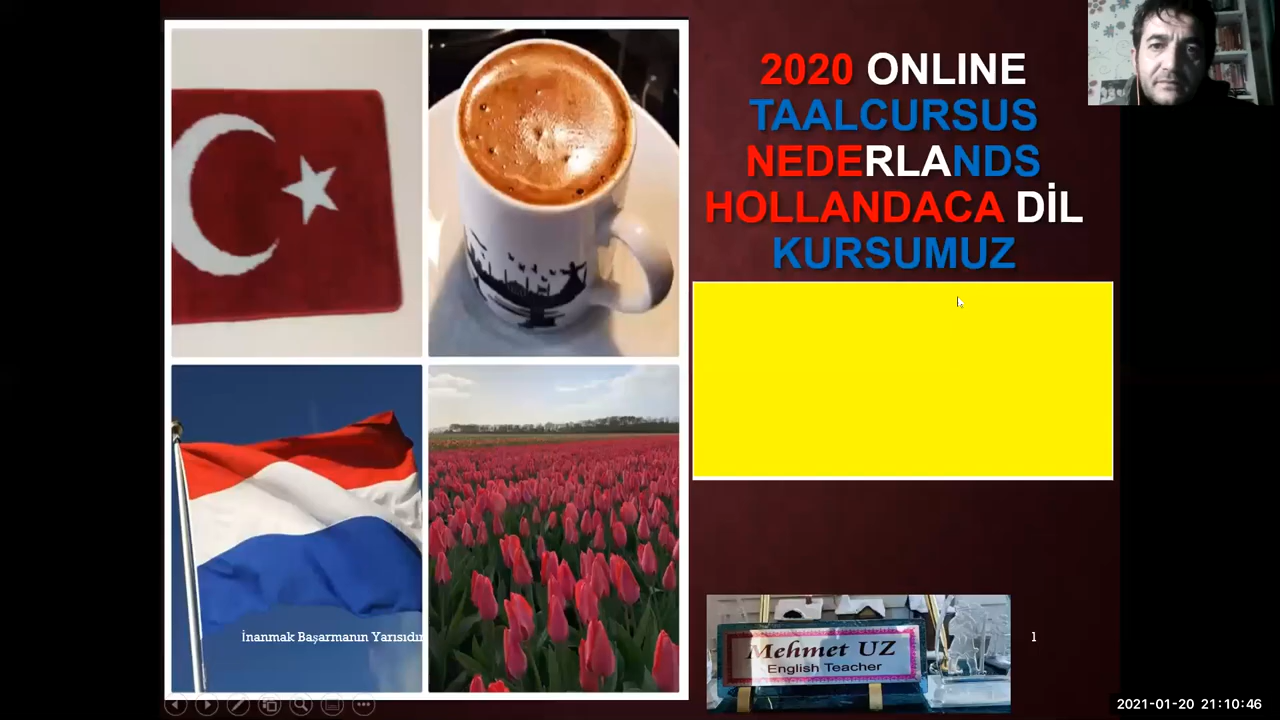 2020 ONLINE
TAALCURSUS
NEDERLANDS
HOLLANDACA DİL
KURSUMUZ
İnanmak Başarmanın Yarısıdır
Mehmet UZ
English Teacher
1
2021-01-20 21:10:46